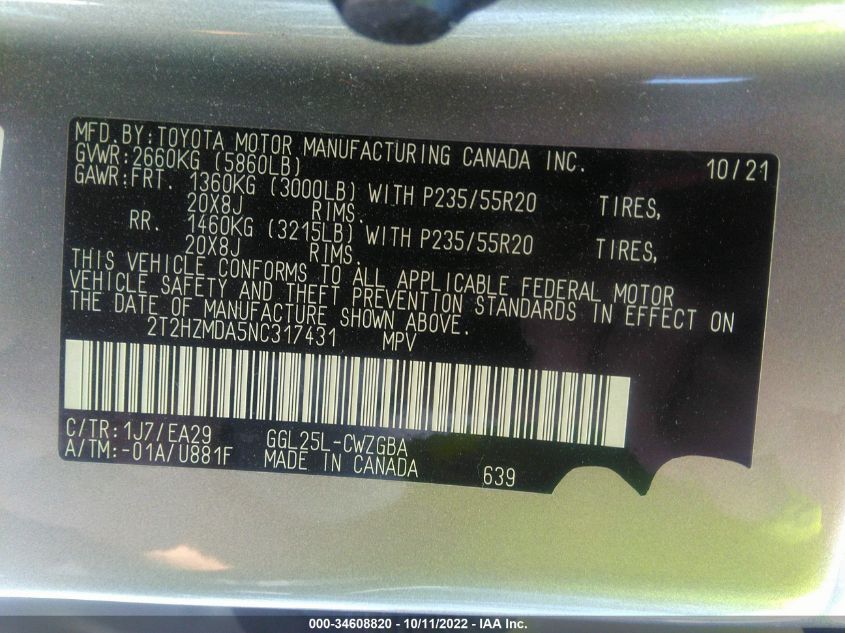 MFD. BY: TOYOTA MOTOR MANUFACTURING CANADA INC. 10/21
GVWR: 2660KG (5860LB)
GAWR: FRT. 1360KG (3000LB) WITH P235/55R20 TIRES,
20X8J RIMS.
RR. 1460KG (3215LB) WITH P235/55R20 TIRES,
20X8J RIMS.
THIS VEHICLE CONFORMS TO ALL APPLICABLE FEDERAL MOTOR
VEHICLE SAFETY AND THEFT PREVENTION STANDARDS IN EFFECT ON
THE DATE OF MANUFACTURE SHOWN ABOVE.
2T2HZMDA5NC317431 MPV
C/TR: 1J7/EA29 GGL25L-CWZGBA
A/TM: -01A/U881F MADE IN CANADA 639
000-34608820 - 10/11/2022 - IAA Inc.